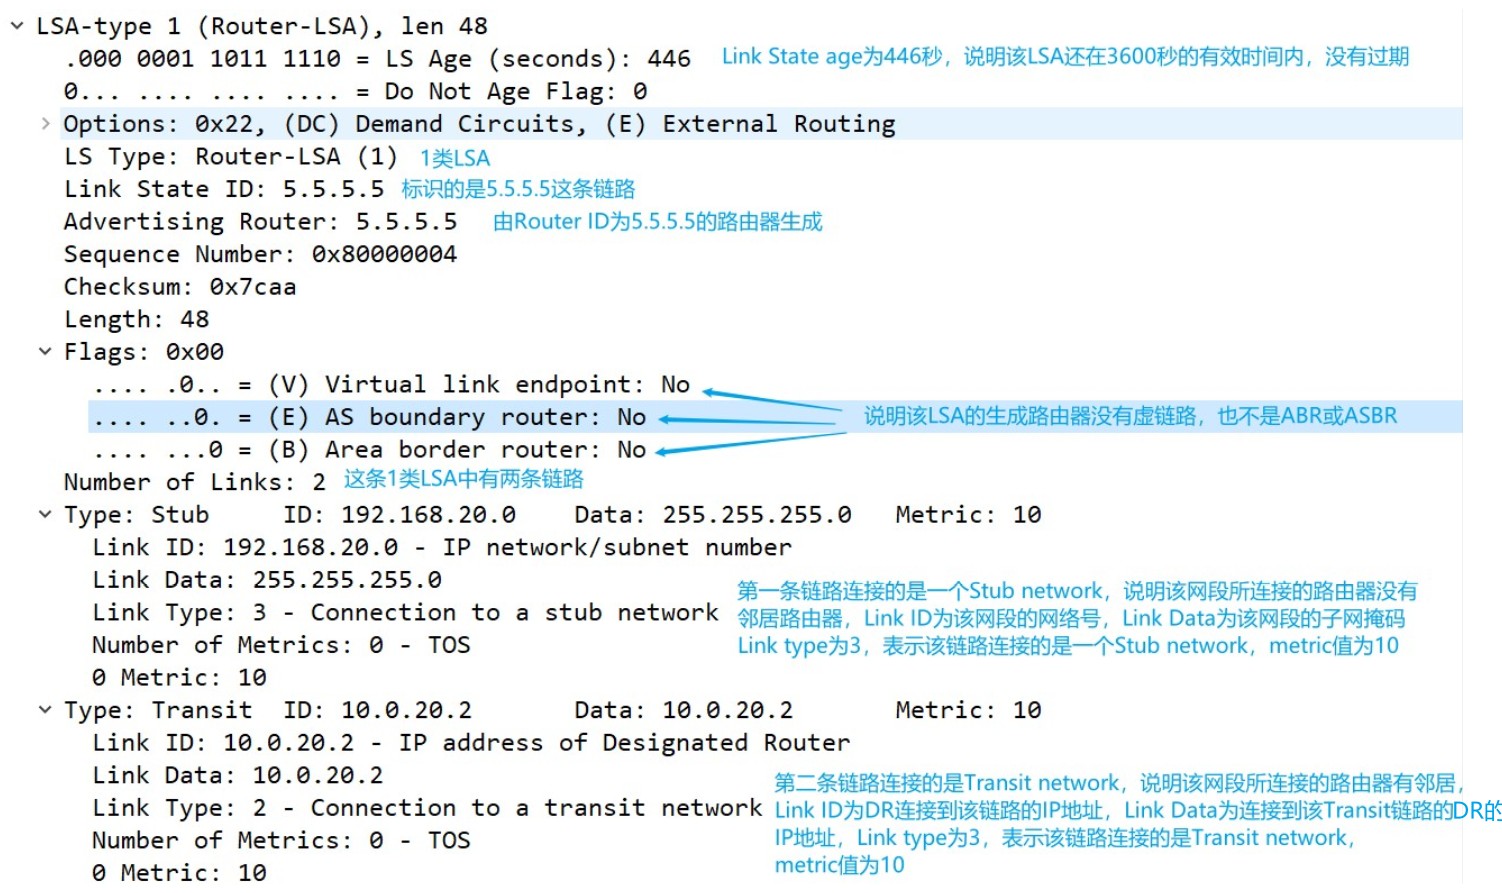 LSA-type 1 (Router-LSA), len 48
.000 0001 1011 1110 = LS Age (seconds): 446 Link State age为446秒，说明该LSA还在3600秒的有效时间内，没有过期
0... .... .... .... = Do Not Age Flag: 0
Options: 0x22, (DC) Demand Circuits, (E) External Routing
LS Type: Router-LSA (1) 1类LSA
Link State ID: 5.5.5.5 标识的是5.5.5.5这条链路
Advertising Router: 5.5.5.5 由Router ID为5.5.5.5的路由器生成
Sequence Number: 0x80000004
Checksum: 0x7caa
Length: 48
Flags: 0x00
.... .0.. = (V) Virtual link endpoint: No
.... ..0. = (E) AS boundary router: No 说明该LSA的生成路由器没有虚链路，也不是ABR或ASBR
.... ...0 = (B) Area border router: No
Number of Links: 2 这条1类LSA中有两条链路
Type: Stub ID: 192.168.20.0 Data: 255.255.255.0 Metric: 10
Link ID: 192.168.20.0 - IP network/subnet number
Link Data: 255.255.255.0
Link Type: 3 - Connection to a stub network
Number of Metrics: 0 - TOS
0 Metric: 10
第一条链路连接的是一个Stub network，说明该网段所连接的路由器没有
邻居路由器，Link ID为该网段的网络号，Link Data为该网段的子网掩码
Link type为3，表示该链路连接的是一个Stub network，metric值为10
Type: Transit ID: 10.0.20.2 Data: 10.0.20.2 Metric: 10
Link ID: 10.0.20.2 - IP address of Designated Router
Link Data: 10.0.20.2
Link Type: 2 - Connection to a transit network
Number of Metrics: 0 - TOS
0 Metric: 10
第二条链路连接的是Transit network，说明该网段所连接的路由器有邻居，
Link ID为DR连接到该链路的IP地址，Link Data为连接到该Transit链路的DR的
IP地址，Link type为3，表示该链路连接的是Transit network，
metric值为10